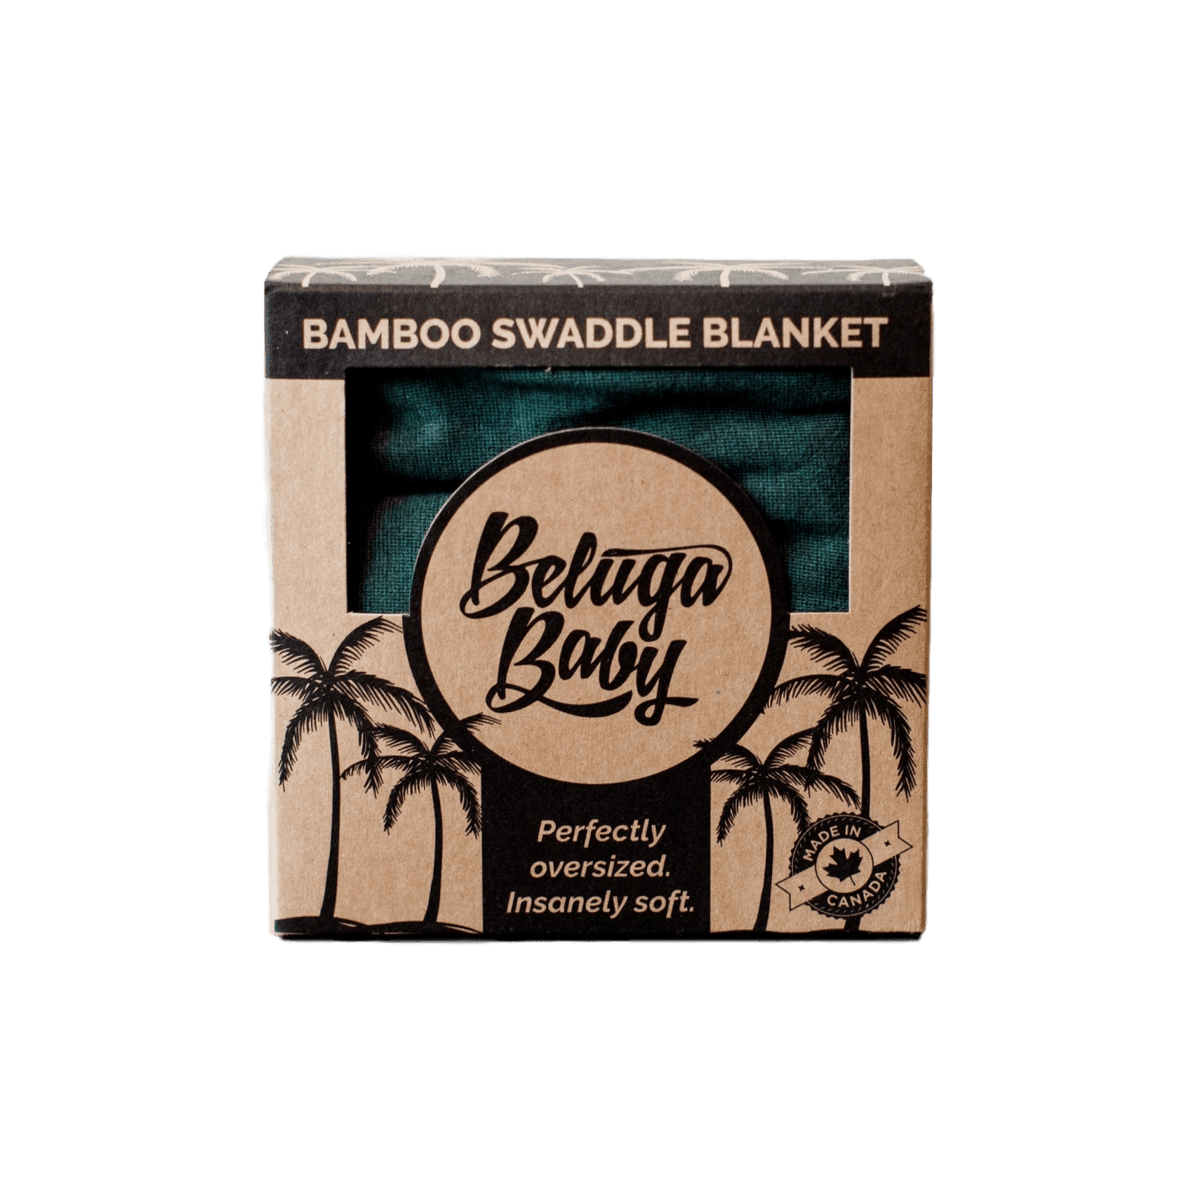 BAMBOO SWADDLE BLANKET
Beluga
Baby
Perfectly
oversized.
Insanely soft.
MADE IN
CANADA